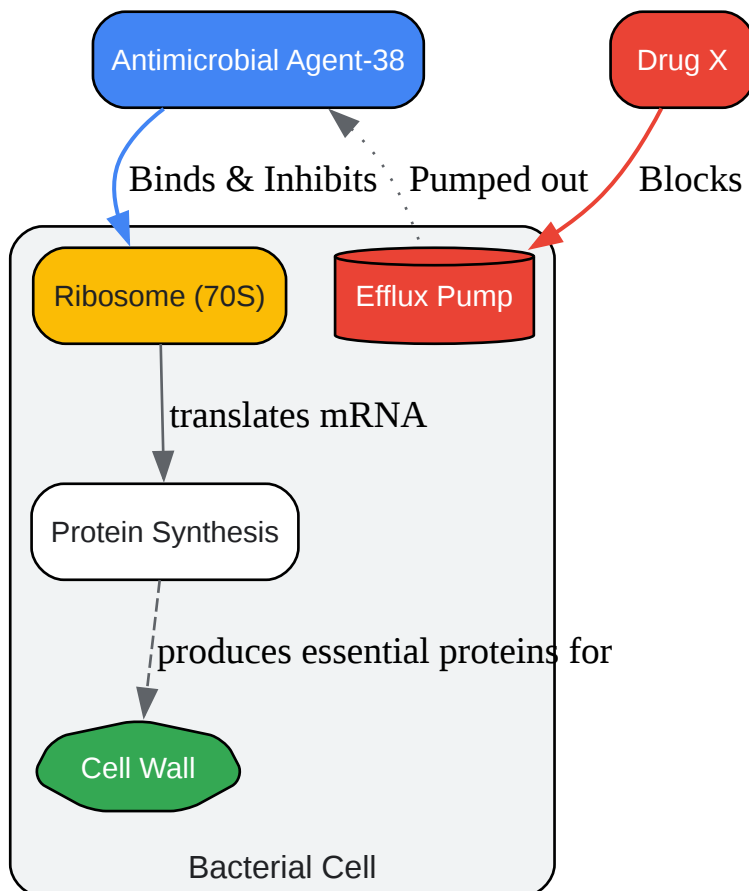 Antimicrobial Agent-38
Drug X
Binds & Inhibits
Pumped out
Blocks
Ribosome (70S)
Efflux Pump
translates mRNA
Protein Synthesis
produces essential proteins for
Cell Wall
Bacterial Cell